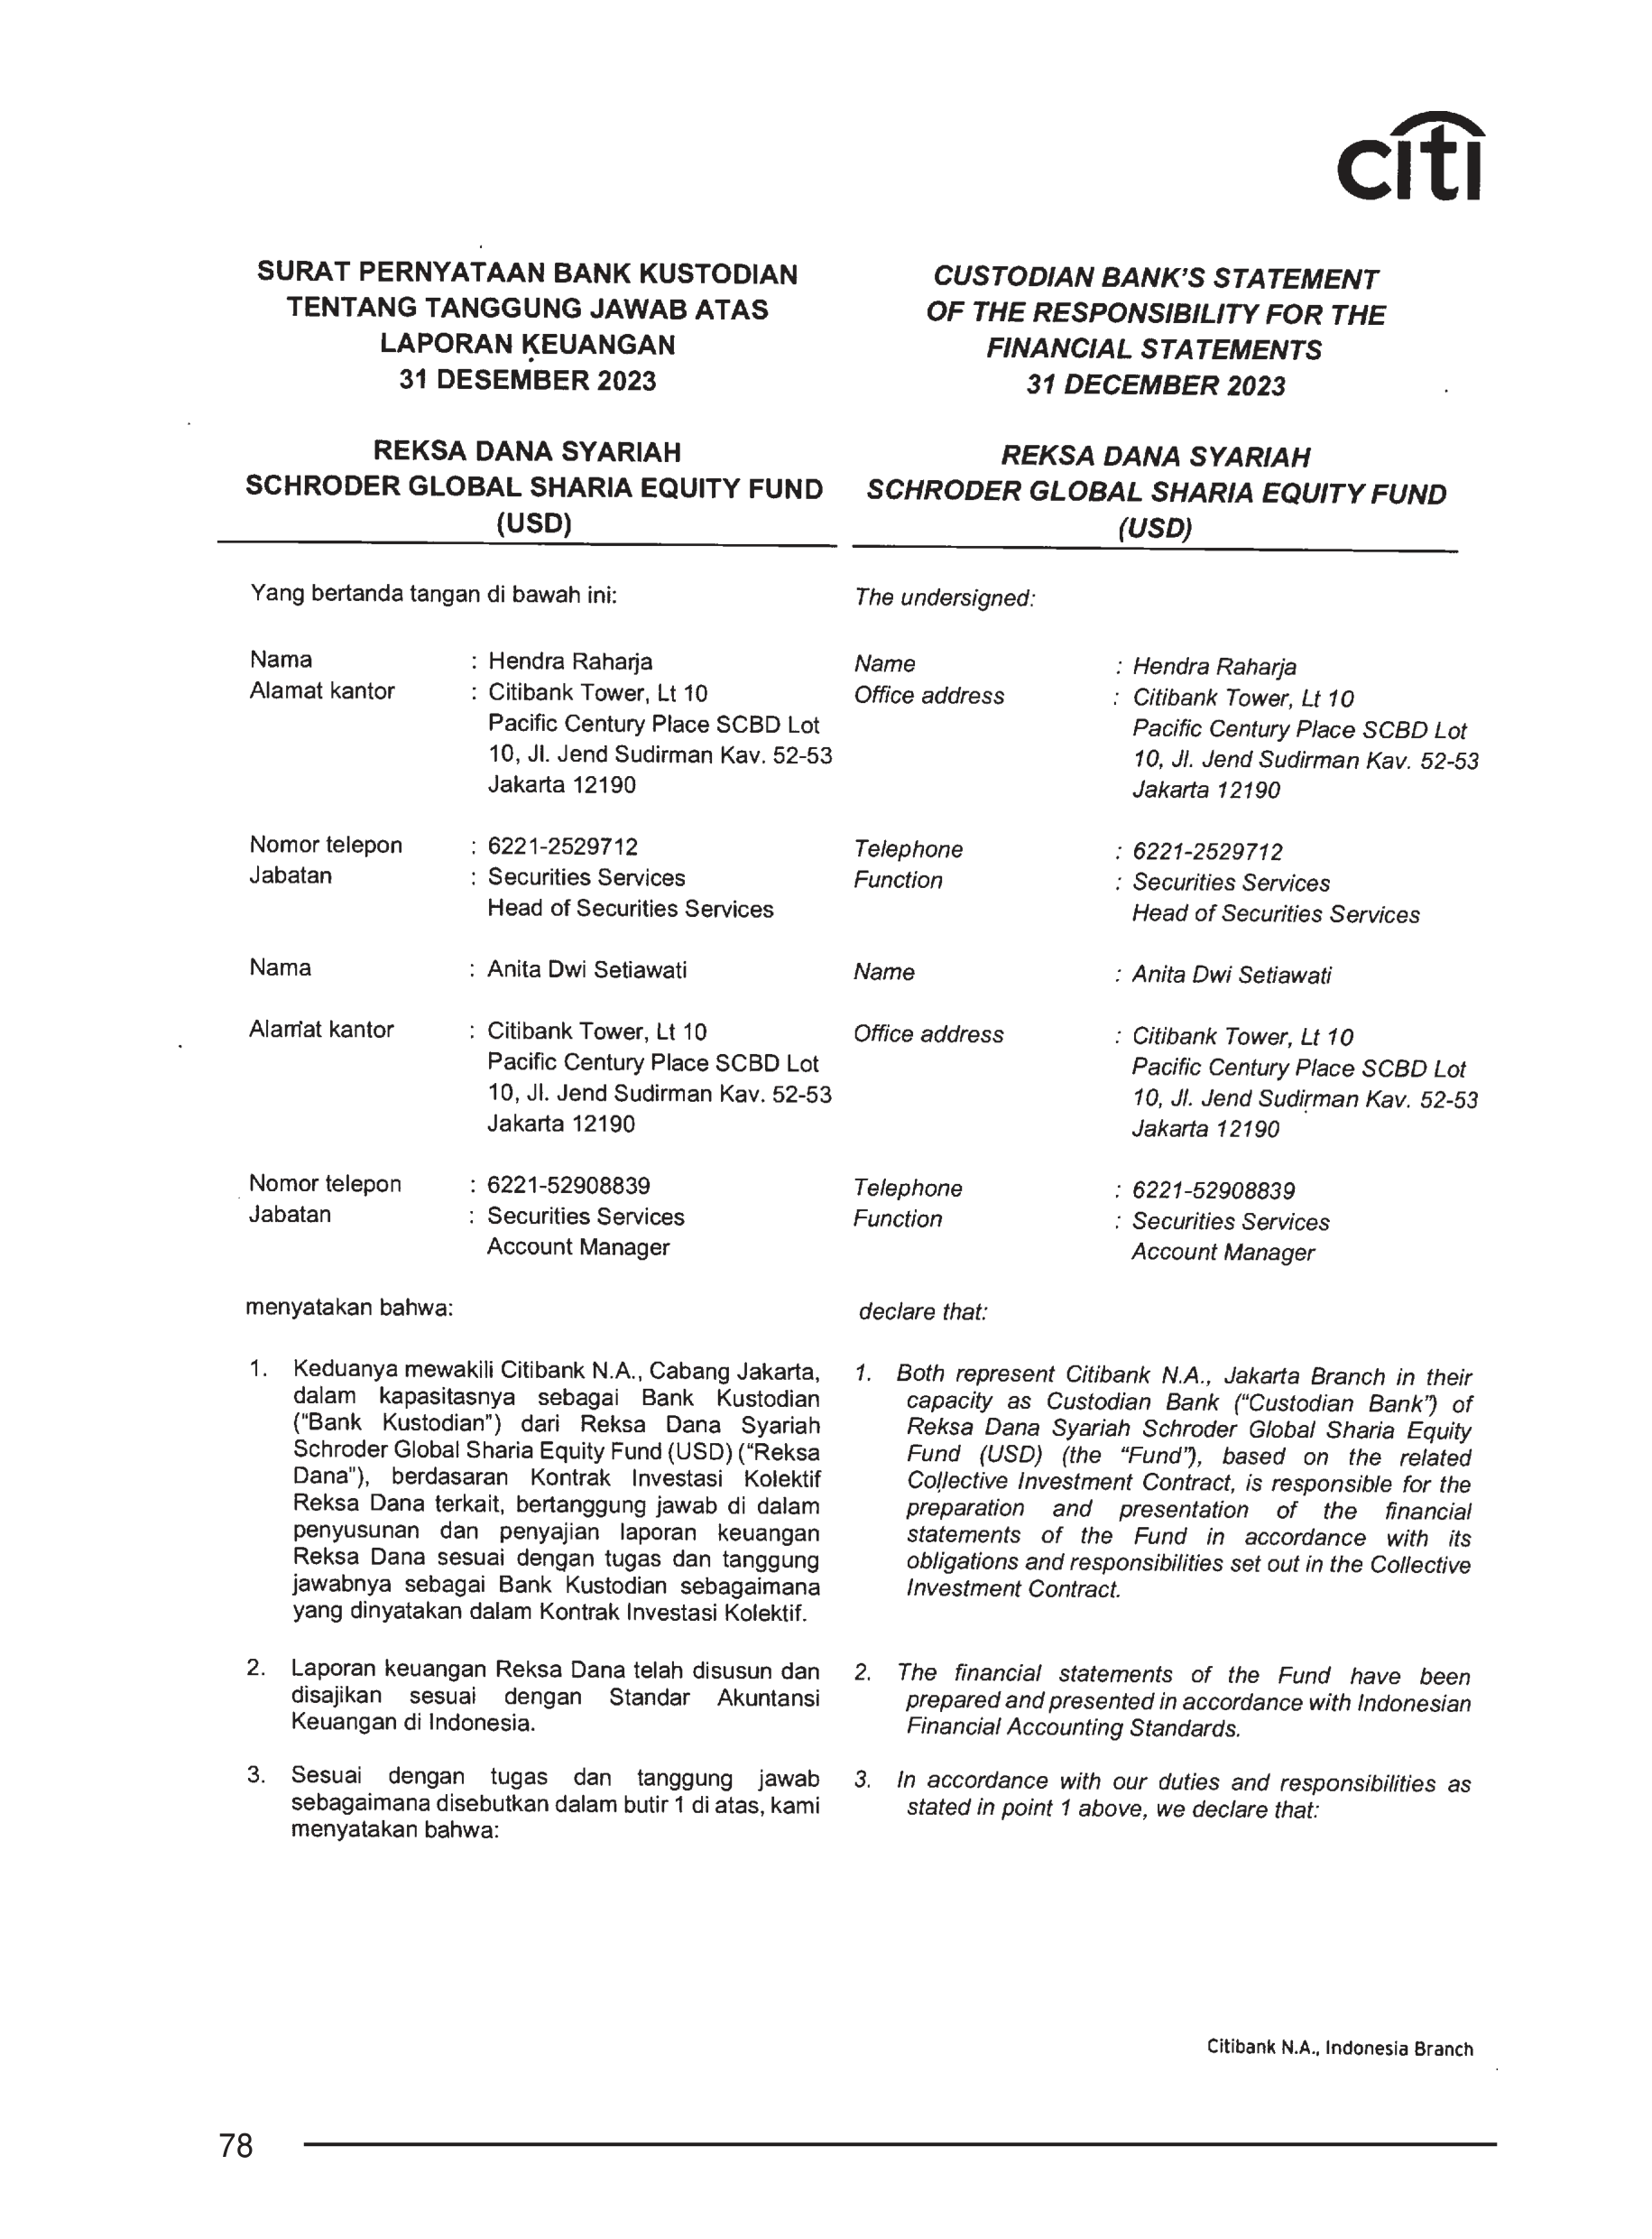 citi
SURAT PERNYATAAN BANK KUSTODIAN
TENTANG TANGGUNG JAWAB ATAS
LAPORAN KEUANGAN
31 DESEMBER 2023
REKSA DANA SYARIAH
SCHRODER GLOBAL SHARIA EQUITY FUND
(USD)
Yang bertanda tangan di bawah ini:
Nama : Hendra Raharja
Alamat kantor : Citibank Tower, Lt 10
Pacific Century Place SCBD Lot
10, Jl. Jend Sudirman Kav. 52-53
Jakarta 12190
Nomor telepon : 6221-2529712
Jabatan : Securities Services
Head of Securities Services
Nama : Anita Dwi Setiawati
Alamat kantor : Citibank Tower, Lt 10
Pacific Century Place SCBD Lot
10, Jl. Jend Sudirman Kav. 52-53
Jakarta 12190
Nomor telepon : 6221-52908839
Jabatan : Securities Services
Account Manager
menyatakan bahwa:
1. Keduanya mewakili Citibank N.A., Cabang Jakarta,
dalam kapasitasnya sebagai Bank Kustodian
("Bank Kustodian") dari Reksa Dana Syariah
Schroder Global Sharia Equity Fund (USD) ("Reksa
Dana"), berdasaran Kontrak Investasi Kolektif
Reksa Dana terkait, bertanggung jawab di dalam
penyusunan dan penyajian laporan keuangan
Reksa Dana sesuai dengan tugas dan tanggung
jawabnya sebagai Bank Kustodian sebagaimana
yang dinyatakan dalam Kontrak Investasi Kolektif.
2. Laporan keuangan Reksa Dana telah disusun dan
disajikan sesuai dengan Standar Akuntansi
Keuangan di Indonesia.
3. Sesuai dengan tugas dan tanggung jawab
sebagaimana disebutkan dalam butir 1 di atas, kami
menyatakan bahwa:
CUSTODIAN BANK'S STATEMENT
OF THE RESPONSIBILITY FOR THE
FINANCIAL STATEMENTS
31 DECEMBER 2023
REKSA DANA SYARIAH
SCHRODER GLOBAL SHARIA EQUITY FUND
(USD)
The undersigned:
Name : Hendra Raharja
Office address : Citibank Tower, Lt 10
Pacific Century Place SCBD Lot
10, Jl. Jend Sudirman Kav. 52-53
Jakarta 12190
Telephone : 6221-2529712
Function : Securities Services
Head of Securities Services
Name : Anita Dwi Setiawati
Office address : Citibank Tower, Lt 10
Pacific Century Place SCBD Lot
10, Jl. Jend Sudirman Kav. 52-53
Jakarta 12190
Telephone : 6221-52908839
Function : Securities Services
Account Manager
declare that:
1. Both represent Citibank N.A., Jakarta Branch in their
capacity as Custodian Bank ("Custodian Bank") of
Reksa Dana Syariah Schroder Global Sharia Equity
Fund (USD) (the "Fund"), based on the related
Collective Investment Contract, is responsible for the
preparation and presentation of the financial
statements of the Fund in accordance with its
obligations and responsibilities set out in the Collective
Investment Contract.
2. The financial statements of the Fund have been
prepared and presented in accordance with Indonesian
Financial Accounting Standards.
3. In accordance with our duties and responsibilities as
stated in point 1 above, we declare that:
Citibank N.A., Indonesia Branch
78